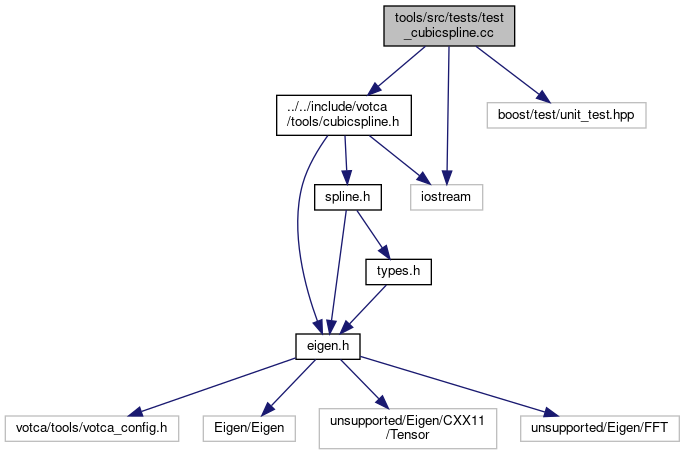 tools/src/tests/test
_cubicspline.cc
../../include/votca
/tools/cubicspline.h
boost/test/unit_test.hpp
spline.h
iostream
types.h
eigen.h
votca/tools/votca_config.h
Eigen/Eigen
unsupported/Eigen/CXX11
/Tensor
unsupported/Eigen/FFT